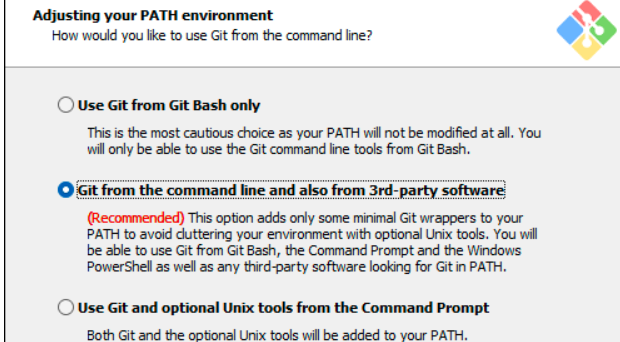 Adjusting your PATH environment
How would you like to use Git from the command line?
Use Git from Git Bash only
This is the most cautious choice as your PATH will not be modified at all. You
will only be able to use the Git command line tools from Git Bash.
Git from the command line and also from 3rd-party software
(Recommended) This option adds only some minimal Git wrappers to your
PATH to avoid cluttering your environment with optional Unix tools. You will
be able to use Git from Git Bash, the Command Prompt and the Windows
PowerShell as well as any third-party software looking for Git in PATH.
Use Git and optional Unix tools from the Command Prompt
Both Git and the optional Unix tools will be added to your PATH.